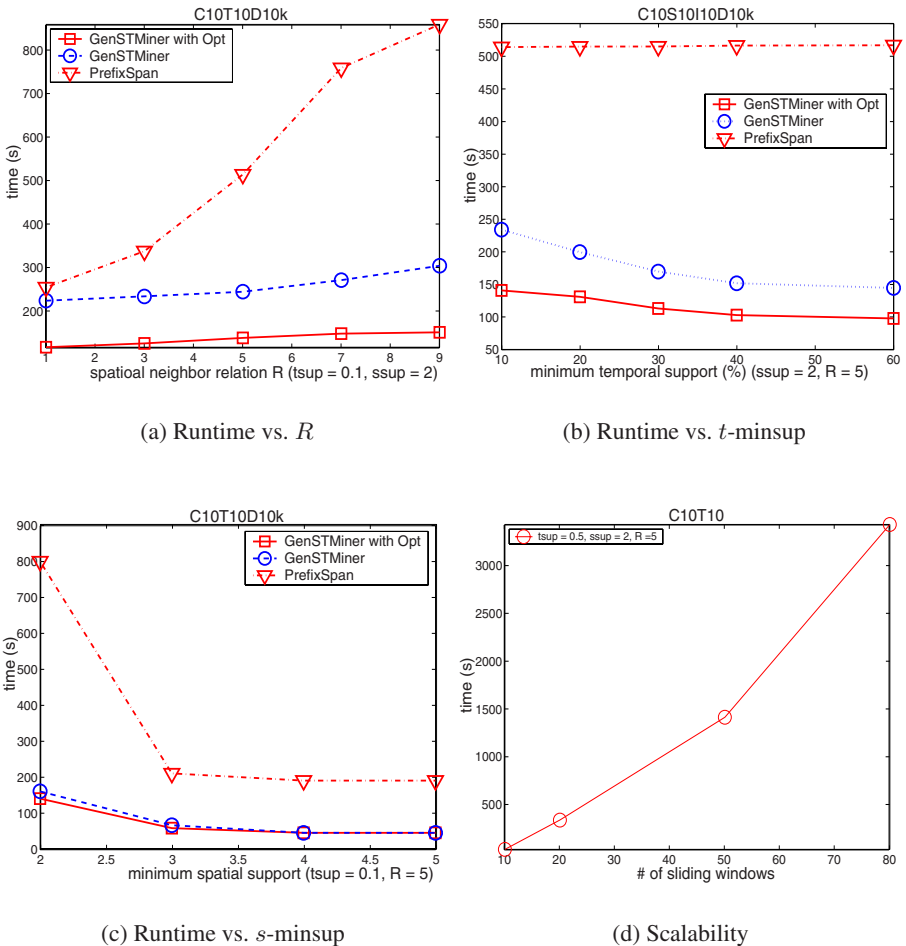 C10T10D10k
GenSTMiner with Opt
GenSTMiner
PrefixSpan
800
700
600
500
400
300
200
time (s)
1 2 3 4 5 6 7 8 9
spatioal neighbor relation R (tsup = 0.1, ssup = 2)
(a) Runtime vs. R
C10S10I10D10k
550
500
450
400
350
300
250
200
150
100
50
GenSTMiner with Opt
GenSTMiner
PrefixSpan
time (s)
10 20 30 40 50 60
minimum temporal support (%) (ssup = 2, R = 5)
(b) Runtime vs. t-minsup
C10T10D10k
900
800
700
600
500
400
300
200
100
0
GenSTMiner with Opt
GenSTMiner
PrefixSpan
time (s)
2 2.5 3 3.5 4 4.5 5
minimum spatial support (tsup = 0.1, R = 5)
(c) Runtime vs. s-minsup
C10T10
tsup = 0.5, ssup = 2, R =5
3000
2500
2000
1500
1000
500
time (s)
10 20 30 40 50 60 70 80
# of sliding windows
(d) Scalability